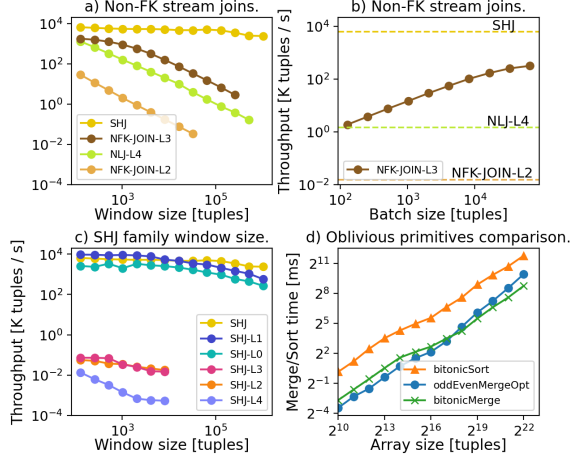 a) Non-FK stream joins.
Throughput [K tuples / s]
10^4
10^2
10^0
10^−2
10^−4
SHJ
NFK-JOIN-L3
NLJ-L4
NFK-JOIN-L2
10^3
10^5
Window size [tuples]
b) Non-FK stream joins.
Throughput [K tuples / s]
10^4
10^2
10^0
10^−2
SHJ
NLJ-L4
NFK-JOIN-L2
NFK-JOIN-L3
10^2
10^3
10^4
Batch size [tuples]
c) SHJ family window size.
Throughput [K tuples / s]
10^4
10^2
10^0
10^−2
10^−4
SHJ
SHJ-L1
SHJ-L0
SHJ-L3
SHJ-L2
SHJ-L4
10^3
10^5
Window size [tuples]
d) Oblivious primitives comparison.
Merge/Sort time [ms]
2^11
2^8
2^5
2^2
2^−1
2^−4
bitonicSort
oddEvenMergeOpt
bitonicMerge
2^10
2^13
2^16
2^19
2^22
Array size [tuples]